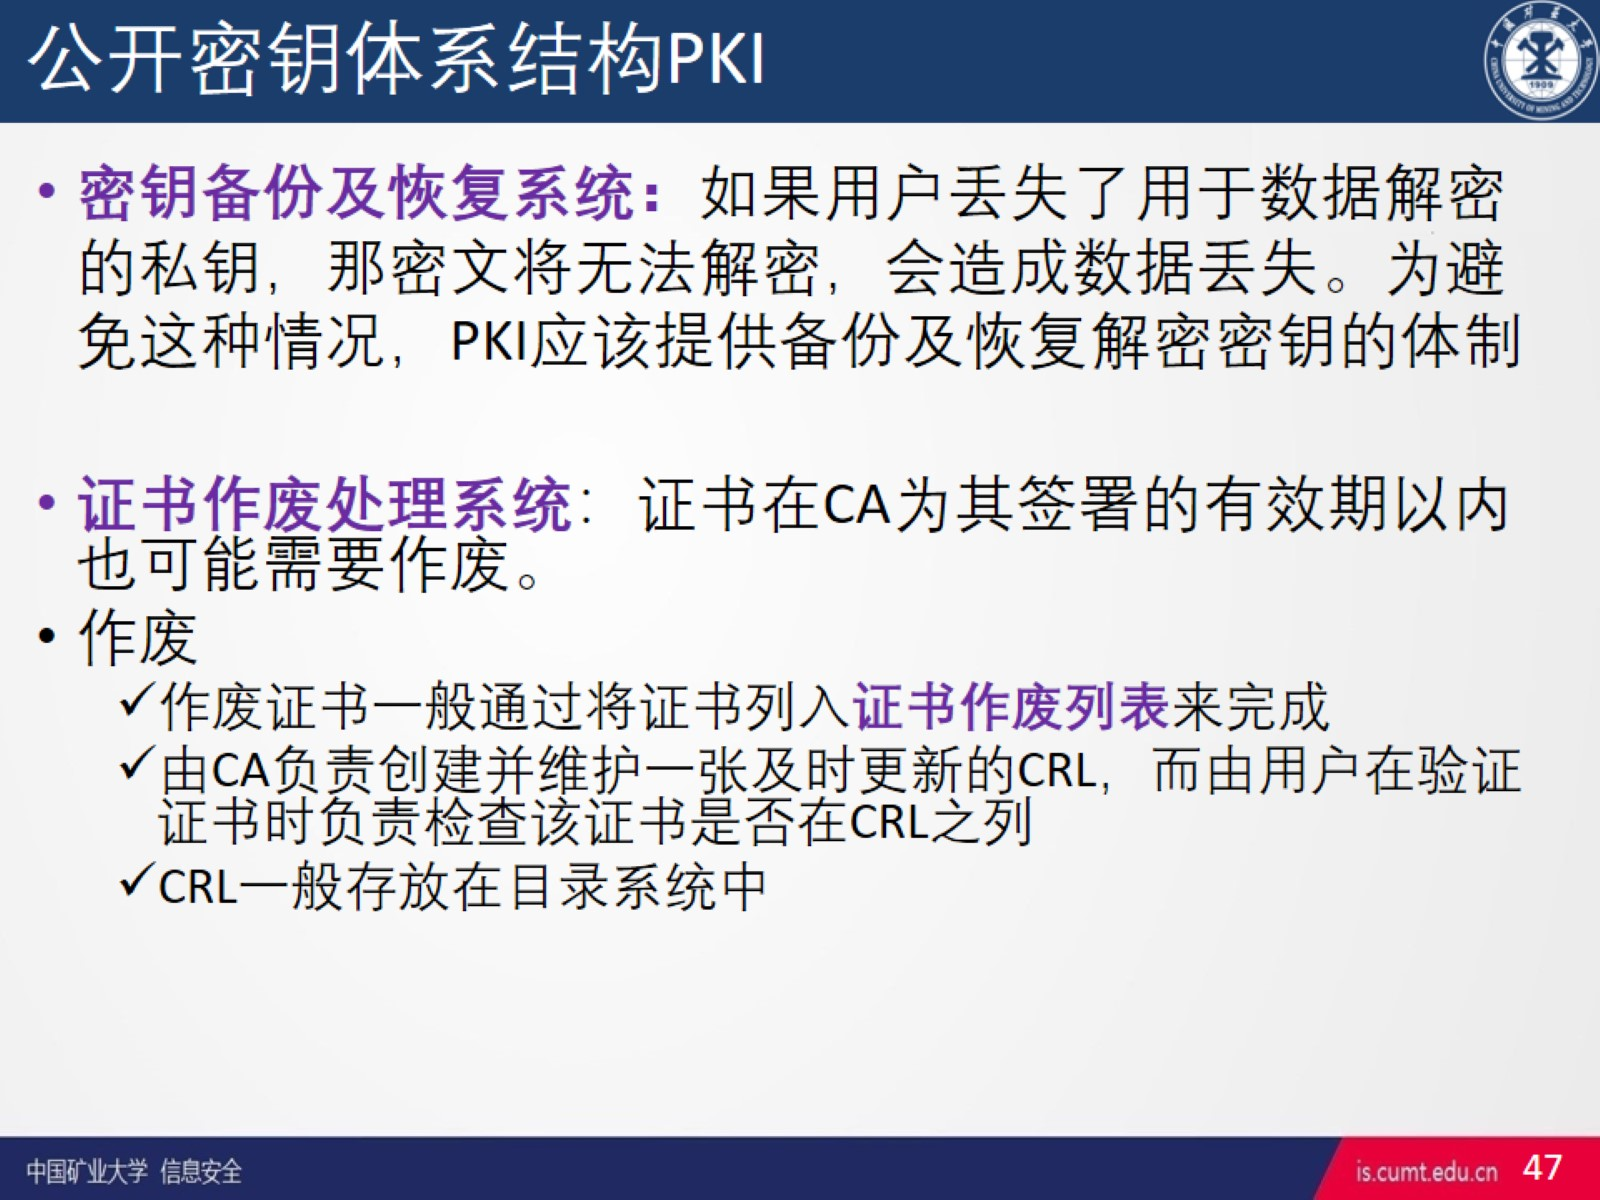 公开密钥体系结构PKI
CHINA UNIVERSITY OF MINING AND TECHNOLOGY
1909
• 密钥备份及恢复系统：如果用户丢失了用于数据解密
的私钥，那密文将无法解密，会造成数据丢失。为避
免这种情况，PKI应该提供备份及恢复解密密钥的体制
• 证书作废处理系统：证书在CA为其签署的有效期以内
也可能需要作废。
• 作废
✓作废证书一般通过将证书列入证书作废列表来完成
✓由CA负责创建并维护一张及时更新的CRL，而由用户在验证
证书时负责检查该证书是否在CRL之列
✓CRL一般存放在目录系统中
中国矿业大学 信息安全
is.cumt.edu.cn 47